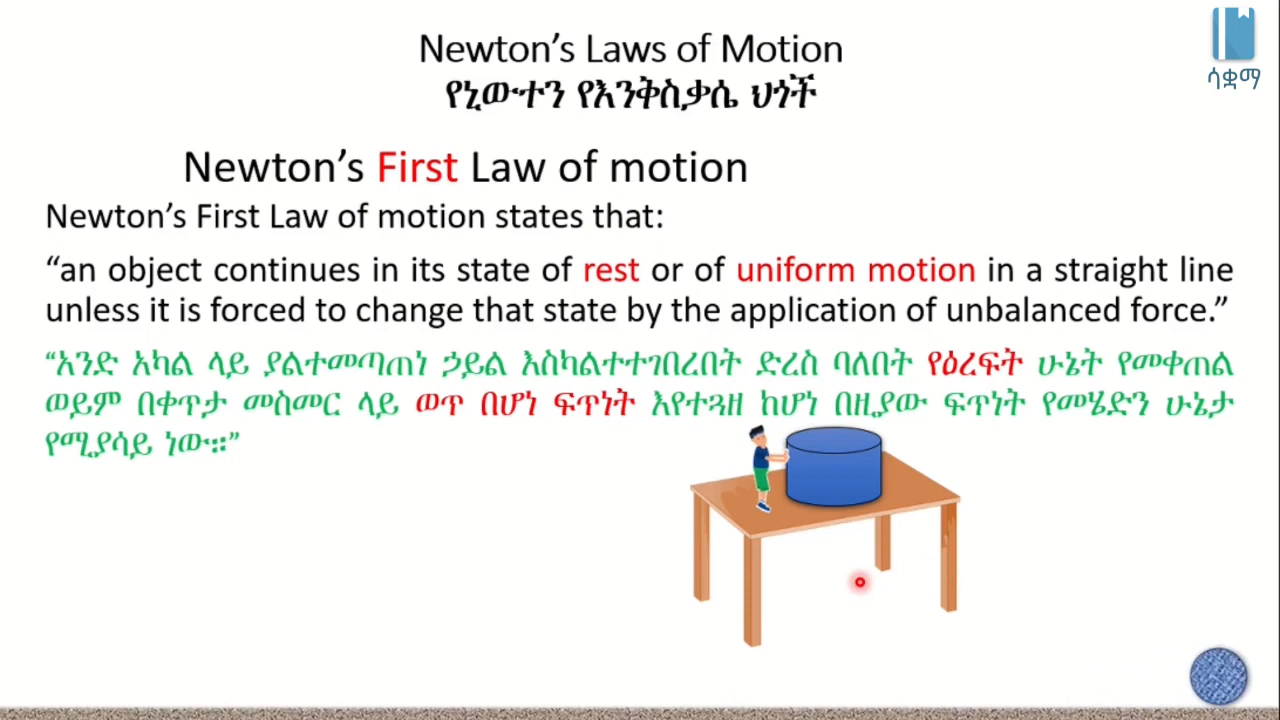 Newton’s Laws of Motion
የኒውተን የእንቅስቃሴ ህጎች
ሳቋማ
Newton’s First Law of motion
Newton’s First Law of motion states that:
“an object continues in its state of rest or of uniform motion in a straight line
unless it is forced to change that state by the application of unbalanced force.”
“አንድ አካል ላይ ያልተመጣጠነ ኃይል እስካልተተገበረበት ድረስ ባለበት የዕረፍት ሁኔት የመቀጠል
ወይም በቀጥታ መስመር ላይ ወጥ በሆነ ፍጥነት እየተጓዘ ከሆነ በዚያው ፍጥነት የመሄድን ሁኔታ
የሚያሳይ ነው።”